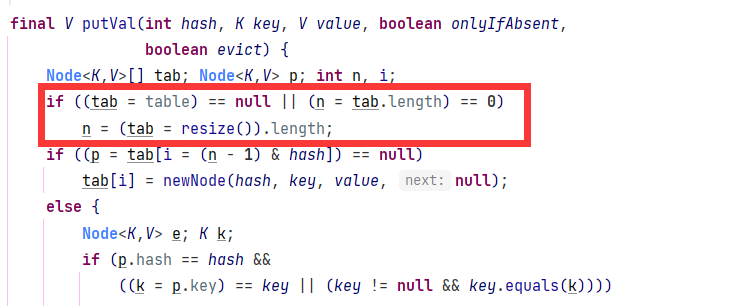 final V putVal(int hash, K key, V value, boolean onlyIfAbsent,
               boolean evict) {
    Node<K,V>[] tab; Node<K,V> p; int n, i;
    if ((tab = table) == null || (n = tab.length) == 0)
        n = (tab = resize()).length;
    if ((p = tab[i = (n - 1) & hash]) == null)
        tab[i] = newNode(hash, key, value, next: null);
    else {
        Node<K,V> e; K k;
        if (p.hash == hash &&
            ((k = p.key) == key || (key != null && key.equals(k))))